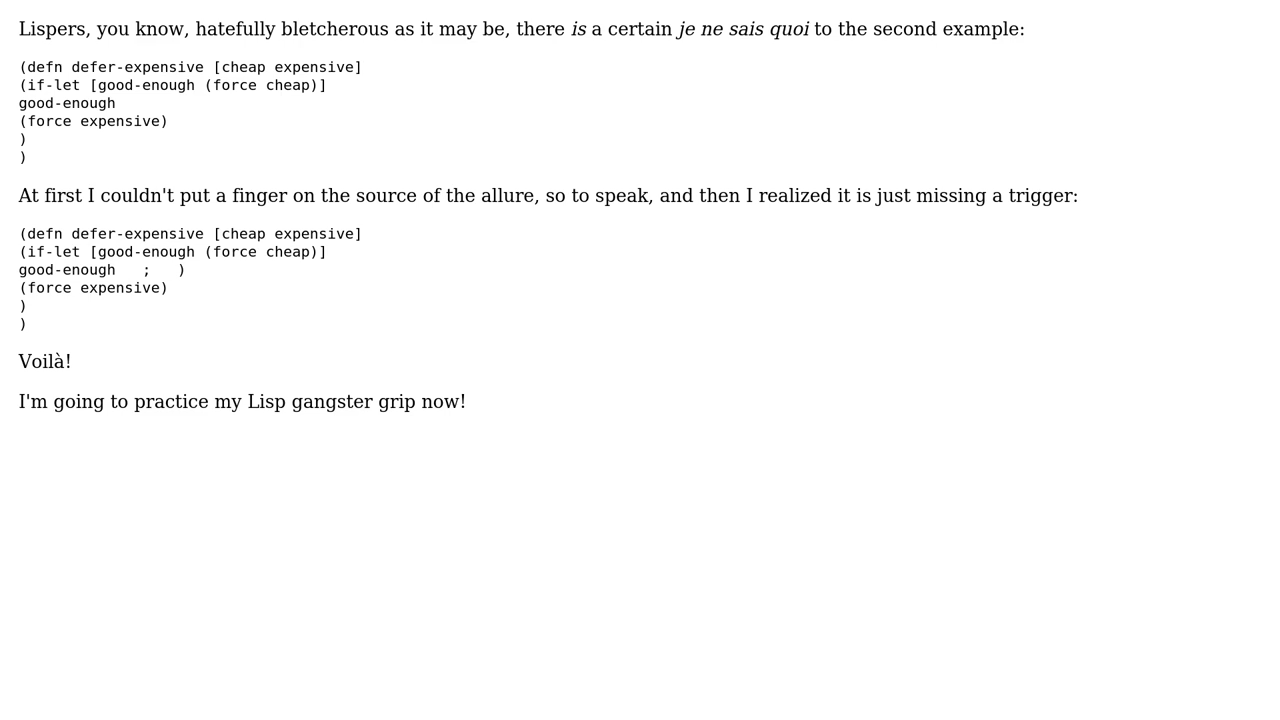 Lispers, you know, hatefully bletcherous as it may be, there is a certain je ne sais quoi to the second example:
(defn defer-expensive [cheap expensive]
(if-let [good-enough (force cheap)]
good-enough
(force expensive)
)
)
At first I couldn't put a finger on the source of the allure, so to speak, and then I realized it is just missing a trigger:
(defn defer-expensive [cheap expensive]
(if-let [good-enough (force cheap)]
good-enough   ;   )
(force expensive)
)
)
Voilà!
I'm going to practice my Lisp gangster grip now!